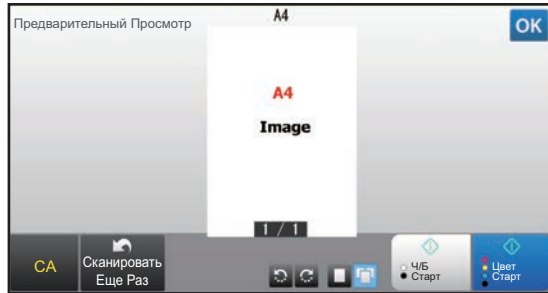 A4
Предварительный Просмотр
OK
A4
Image
1 / 1
CA
Сканировать
Еще Раз
Ч/Б
Старт
Цвет
Старт